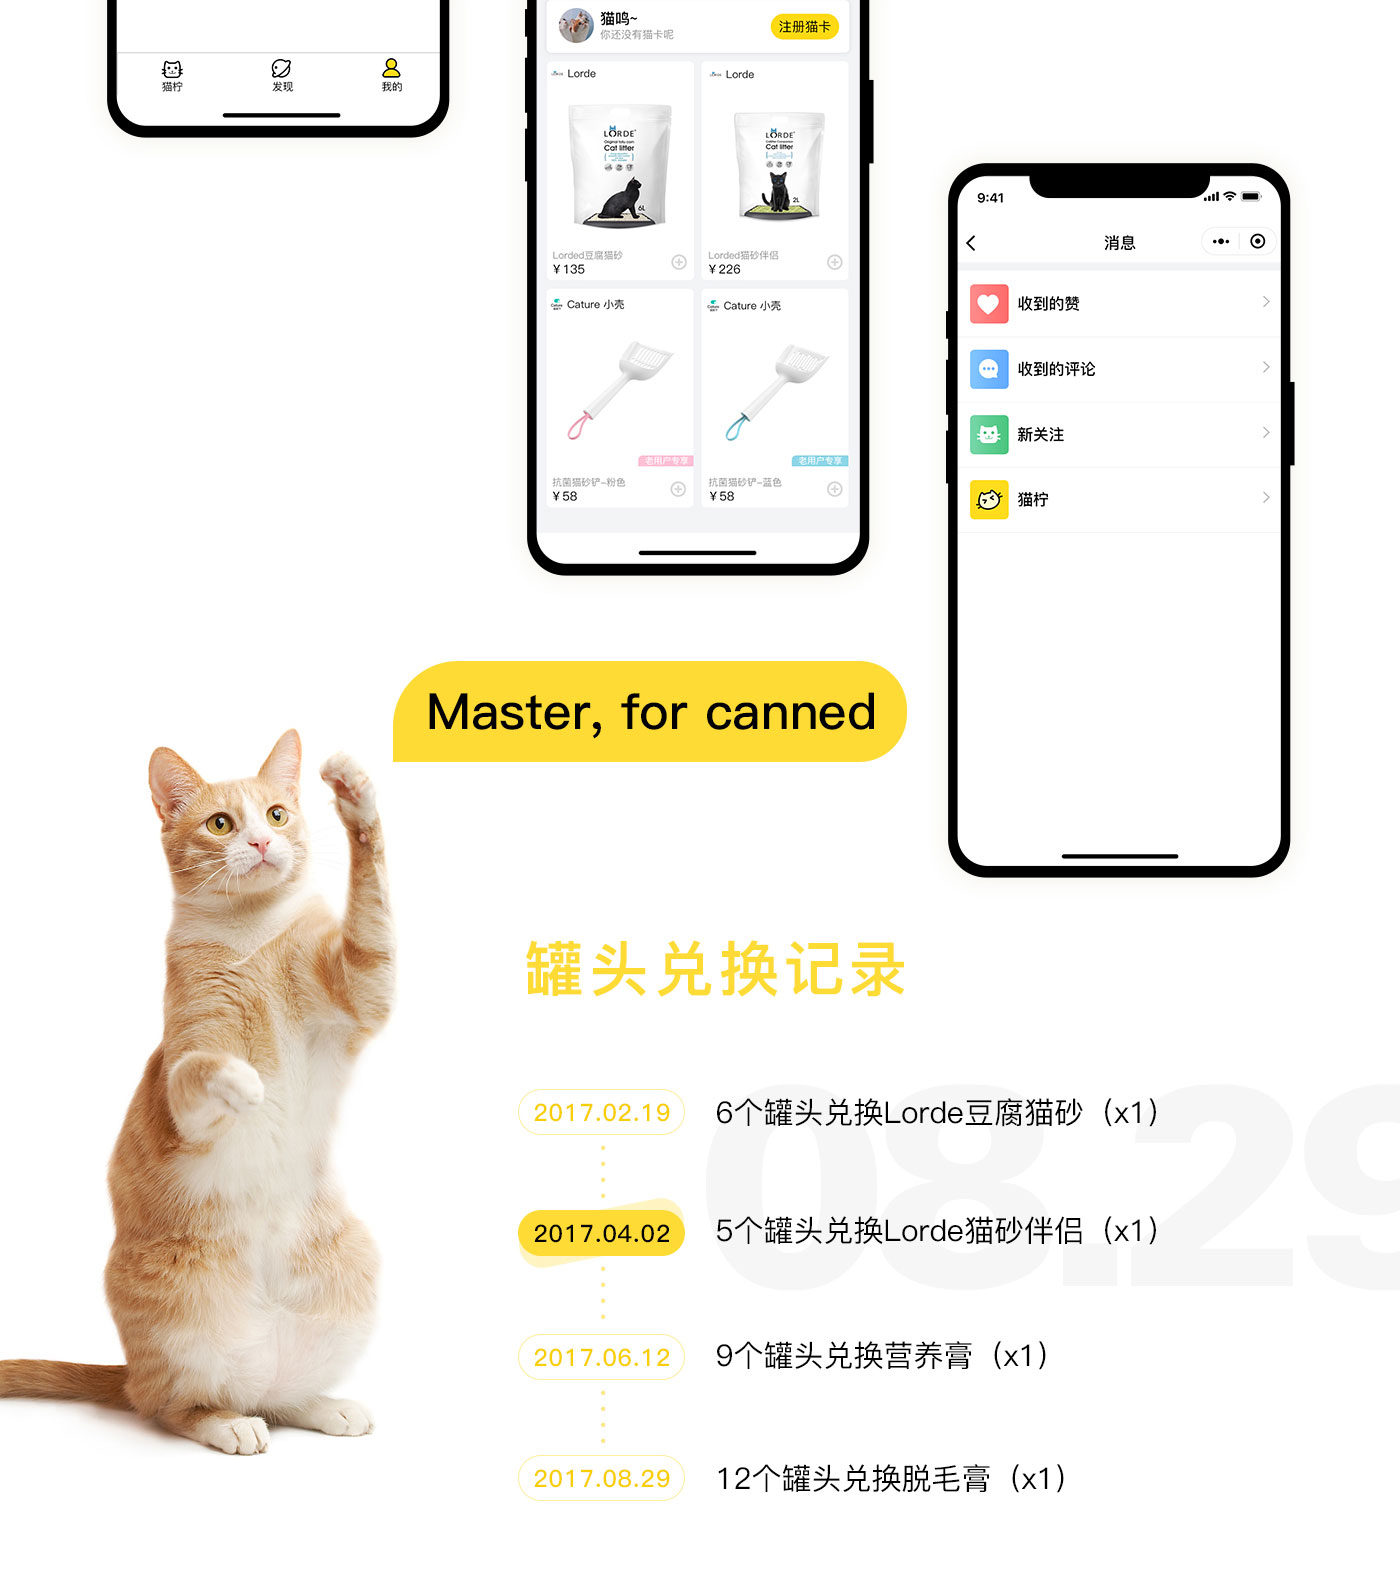 猫柠
发现
我的
猫鸣~
你还没有猫卡呢
注册猫卡
Lorde
Lorde
LORDE
Cat litter
6L
LORDE
Cat litter
2L
Lorded豆腐猫砂
¥135
Lorded猫砂伴侣
¥226
Cature 小壳
Cature 小壳
老用户专享
老用户专享
抗菌猫砂铲-粉色
¥58
抗菌猫砂铲-蓝色
¥58
9:41
消息
收到的赞
收到的评论
新关注
猫柠
Master, for canned
罐头兑换记录
08.29
2017.02.19
6个罐头兑换Lorde豆腐猫砂（x1）
2017.04.02
5个罐头兑换Lorde猫砂伴侣（x1）
2017.06.12
9个罐头兑换营养膏（x1）
2017.08.29
12个罐头兑换脱毛膏（x1）